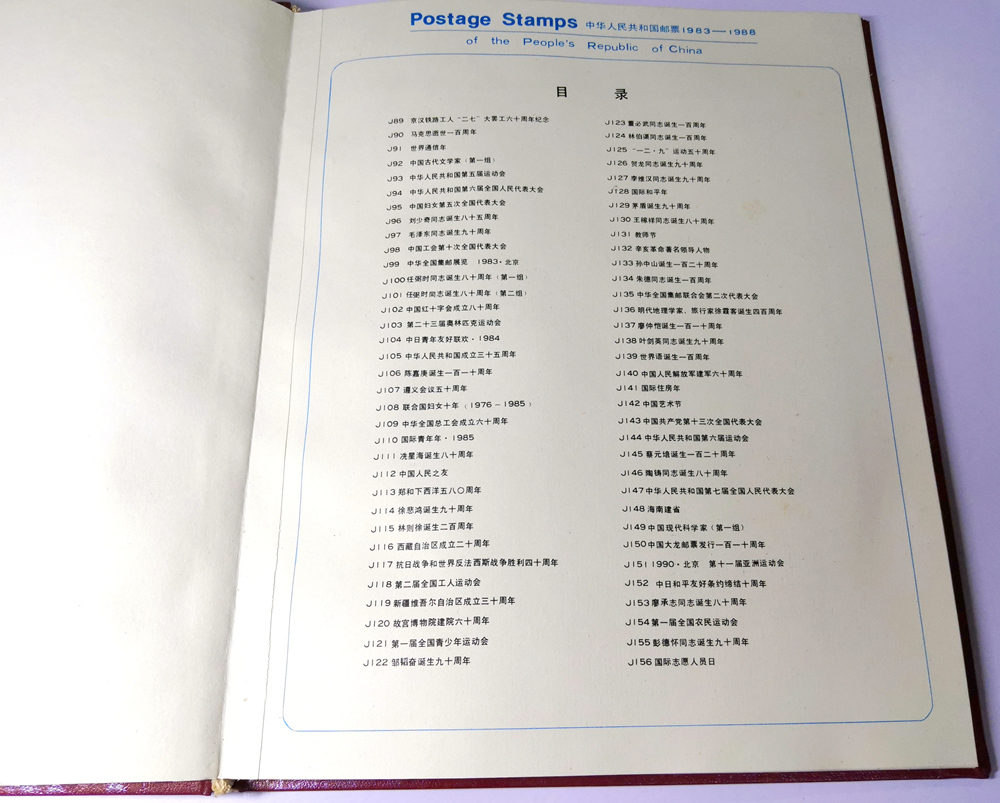 Postage Stamps 中华人民共和国邮票1983—1988
of the People's Republic of China
目 录
J89 京汉铁路工人“二七”大罢工六十周年纪念
J90 马克思逝世一百周年
J91 世界通信年
J92 中国古代文学家（第一组）
J93 中华人民共和国第五届运动会
J94 中华人民共和国第六届全国人民代表大会
J95 中国妇女第五次全国代表大会
J96 刘少奇同志诞生八十五周年
J97 毛泽东同志诞生九十周年
J98 中国工会第十次全国代表大会
J99 中华全国集邮展览 1983·北京
J100任弼时同志诞生八十周年（第一组）
J101任弼时同志诞生八十周年（第二组）
J102中国红十字会成立八十周年
J103 第二十三届奥林匹克运动会
J104 中日青年友好联欢·1984
J105 中华人民共和国成立三十五周年
J106 陈嘉庚诞生一百一十周年
J107 遵义会议五十周年
J108 联合国妇女十年（1976－1985）
J109 中华全国总工会成立六十周年
J110 国际青年年·1985
J111 冼星海诞生八十周年
J112 中国人民之友
J113 郑和下西洋五八〇周年
J114 徐悲鸿诞生九十周年
J115 林则徐诞生二百周年
J116 西藏自治区成立二十周年
J117 抗日战争和世界反法西斯战争胜利四十周年
J118 第二届全国工人运动会
J119 新疆维吾尔自治区成立三十周年
J120 故宫博物院建院六十周年
J121 第一届全国青少年运动会
J122 邹韬奋诞生九十周年
J123 董必武同志诞生一百周年
J124 林伯渠同志诞生一百周年
J125 “一二·九”运动五十周年
J126 贺龙同志诞生九十周年
J127 李维汉同志诞生九十周年
J128 国际和平年
J129 茅盾诞生九十周年
J130 王稼祥同志诞生八十周年
J131 教师节
J132 辛亥革命著名领导人物
J133 孙中山诞生一百二十周年
J134 朱德同志诞生一百周年
J135 中华全国集邮联合会第二次代表大会
J136 明代地理学家、旅行家徐霞客诞生四百周年
J137 廖仲恺诞生一百一十周年
J138 叶剑英同志诞生九十周年
J139 世界语诞生一百周年
J140 中国人民解放军建军六十周年
J141 国际住房年
J142 中国艺术节
J143 中国共产党第十三次全国代表大会
J144 中华人民共和国第六届运动会
J145 蔡元培诞生一百二十周年
J146 陶铸同志诞生八十周年
J147 中华人民共和国第七届全国人民代表大会
J148 海南建省
J149 中国现代科学家（第一组）
J150 中国大龙邮票发行一百一十周年
J151 1990·北京 第十一届亚洲运动会
J152 中日和平友好条约缔结十周年
J153 廖承志同志诞生八十周年
J154 第一届全国农民运动会
J155 彭德怀同志诞生九十周年
J156 国际志愿人员日